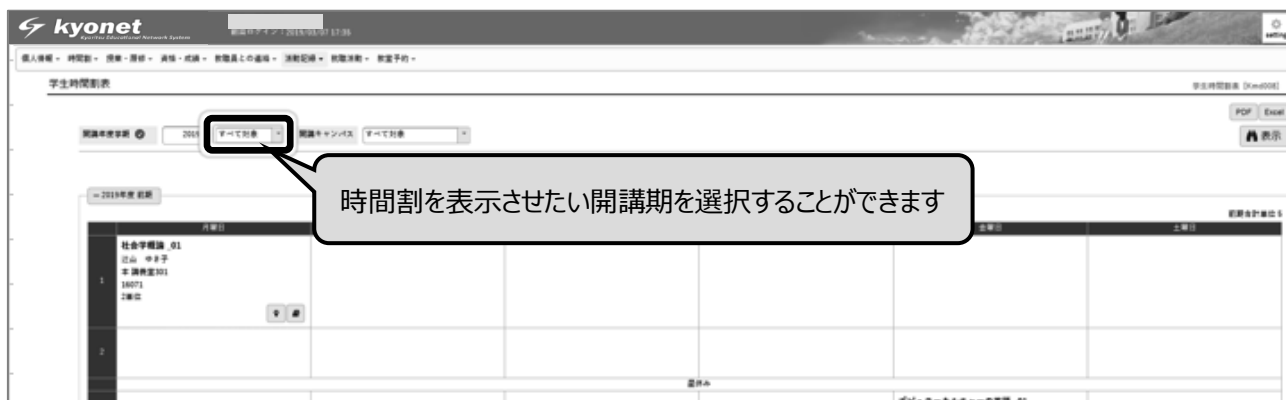 kyonet
Kyoritsu Educational Network System
前回ログイン：2019/03/07 17:35
setting
個人情報 時間割 授業・履修 資格・成績 教職員との連絡 活動記録 就職活動 教室予約
学生時間割表
学生時間割表 [Kmd008]
PDF Excel
開講年度学期 2019 すべて対象 開講キャンパス すべて対象
表示
時間割を表示させたい開講期を選択することができます
2019年度 前期
月曜日 金曜日 土曜日
社会学概論_01
本 講義室301
1
16071
2単位
2
昼休み